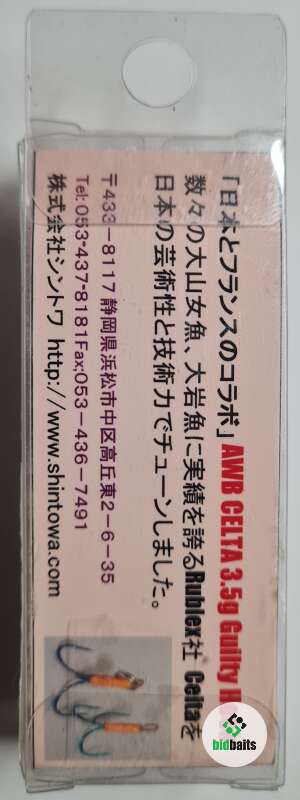 「日本とフランスのコラボ」AWB CELTA 3.5g Guilty
数々の大山女魚、大岩魚に実績を誇るRublex社 Celtaを
日本の芸術性と技術力でチューンしました。
〒433-8117 静岡県浜松市中区高丘東2-6-35
Tel:053-437-8181Fax:053-436-7491
株式会社シントワ http://www.shintowa.com
bidbaits